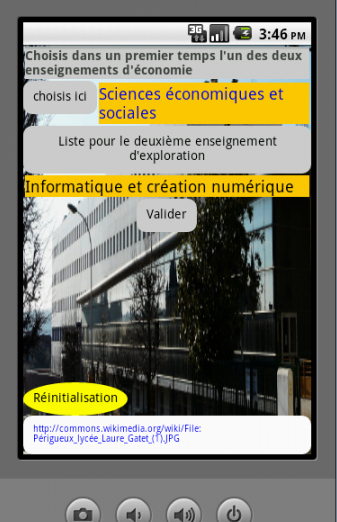 3G 3:46 PM
Choisis dans un premier temps l'un des deux
enseignements d'économie
choisis ici
Sciences économiques et
sociales
Liste pour le deuxième enseignement
d'exploration
Informatique et création numérique
Valider
Réinitialisation
http://commons.wikimedia.org/wiki/File:
Périgueux_lycée_Laure_Gatet_(1).JPG